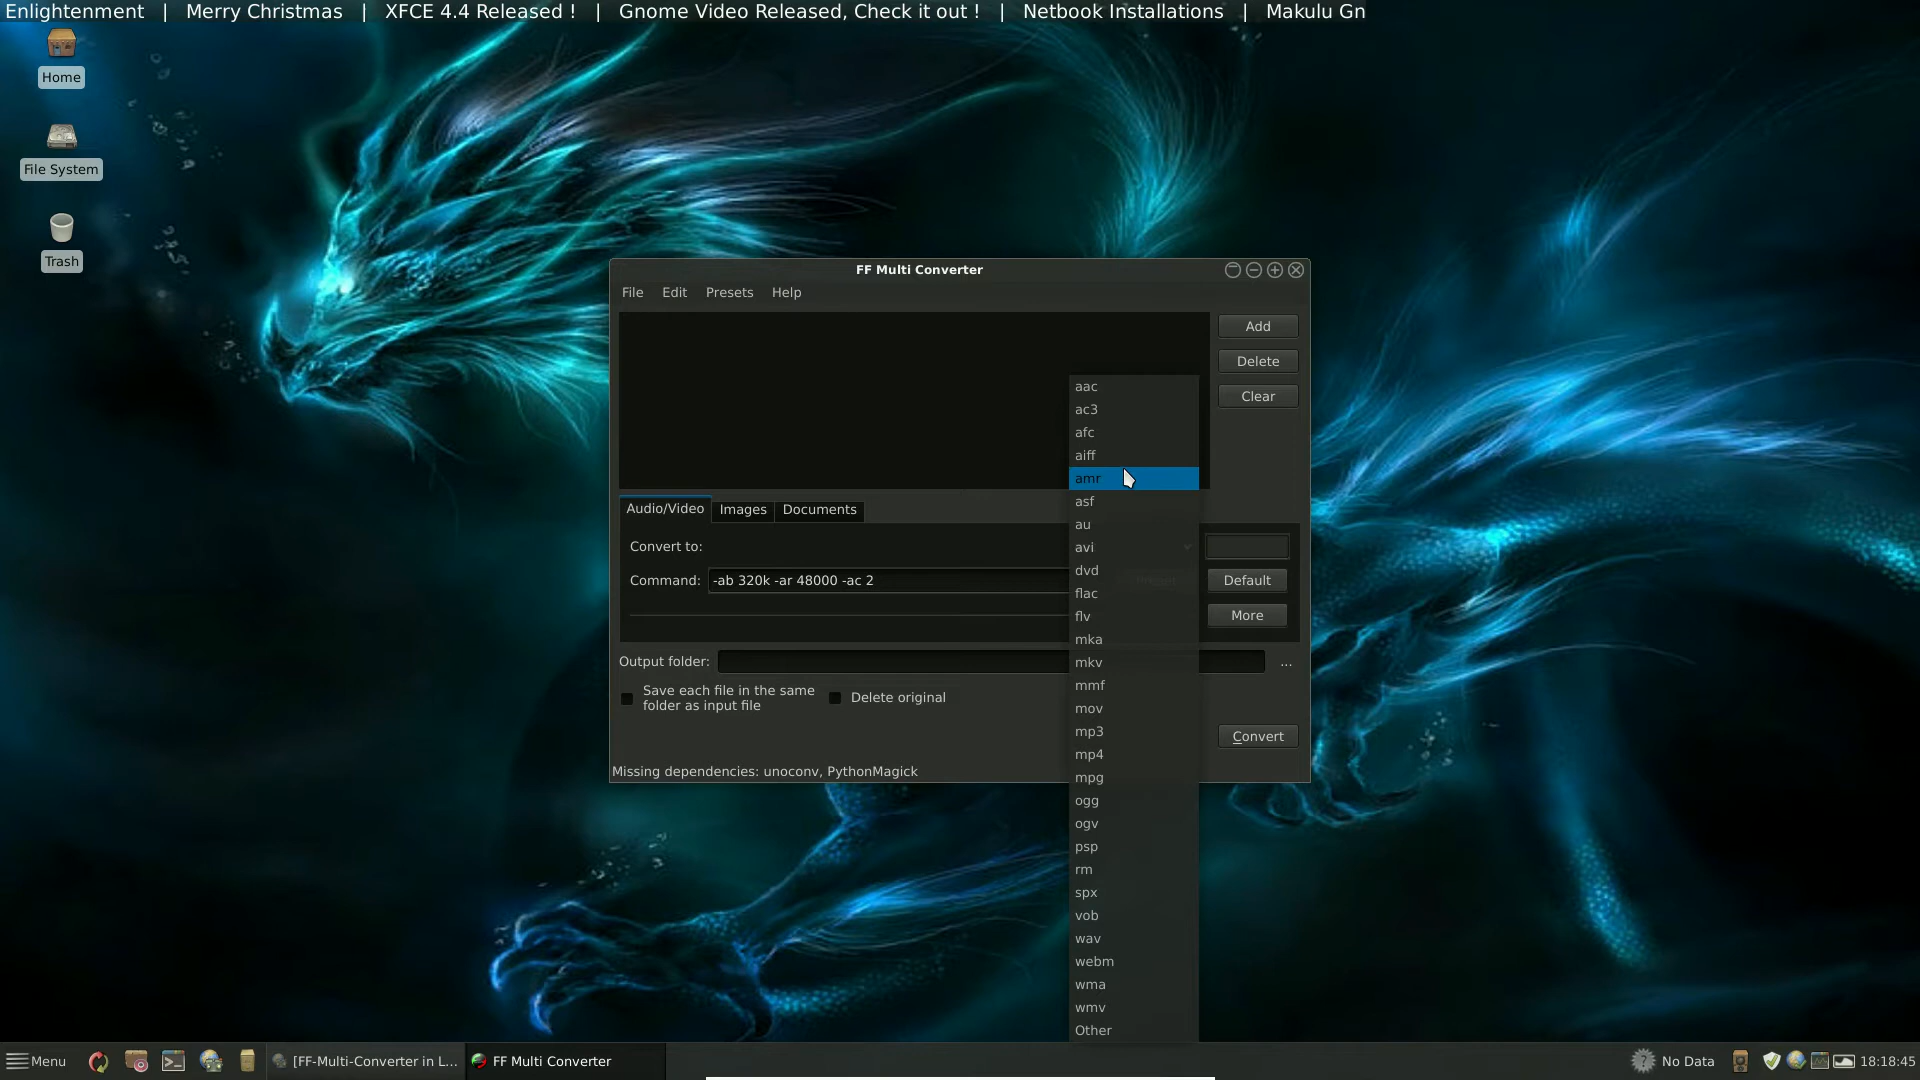 Enlightenment | Merry Christmas | XFCE 4.4 Released ! | Gnome Video Released, Check it out ! | Netbook Installations | Makulu Gn
Home
File System
Trash
FF Multi Converter
File Edit Presets Help
Add
Delete
Clear
aac
ac3
afc
aiff
amr
asf
au
avi
dvd
flac
flv
mka
mkv
mmf
mov
mp3
mp4
mpg
ogg
ogv
psp
rm
spx
vob
wav
webm
wma
wmv
Other
Audio/Video Images Documents
Convert to:
Command: -ab 320k -ar 48000 -ac 2
Default
More
Output folder: ...
Save each file in the same
folder as input file
Delete original
Convert
Missing dependencies: unoconv, PythonMagick
Menu [FF-Multi-Converter in L... FF Multi Converter No Data 18:18:45